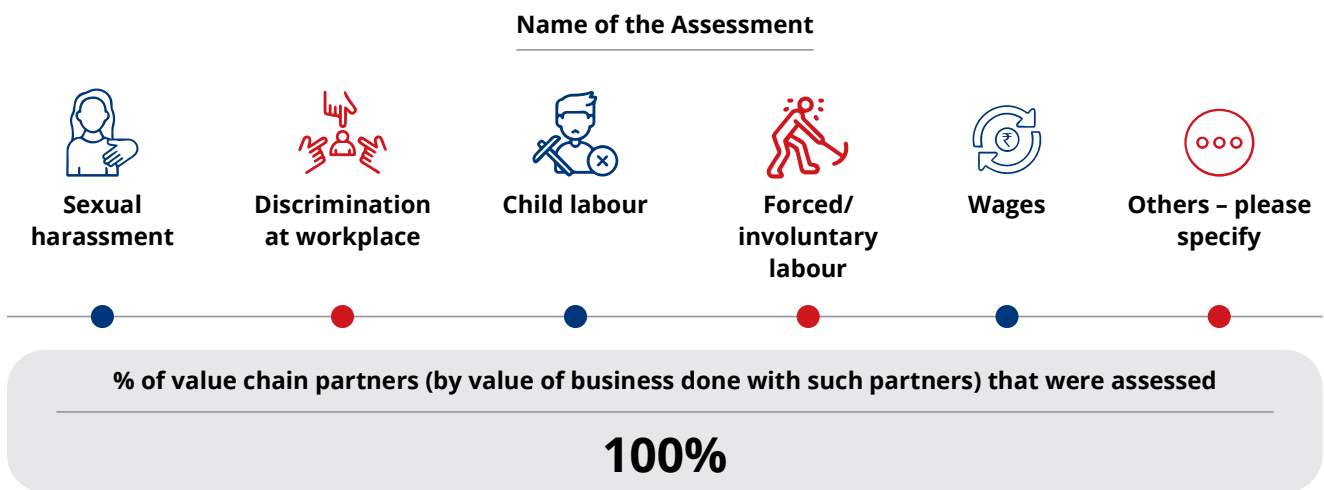 Name of the Assessment
₹
Sexual
harassment
Discrimination
at workplace
Child labour
Forced/
involuntary
labour
Wages
Others – please
specify
% of value chain partners (by value of business done with such partners) that were assessed
100%